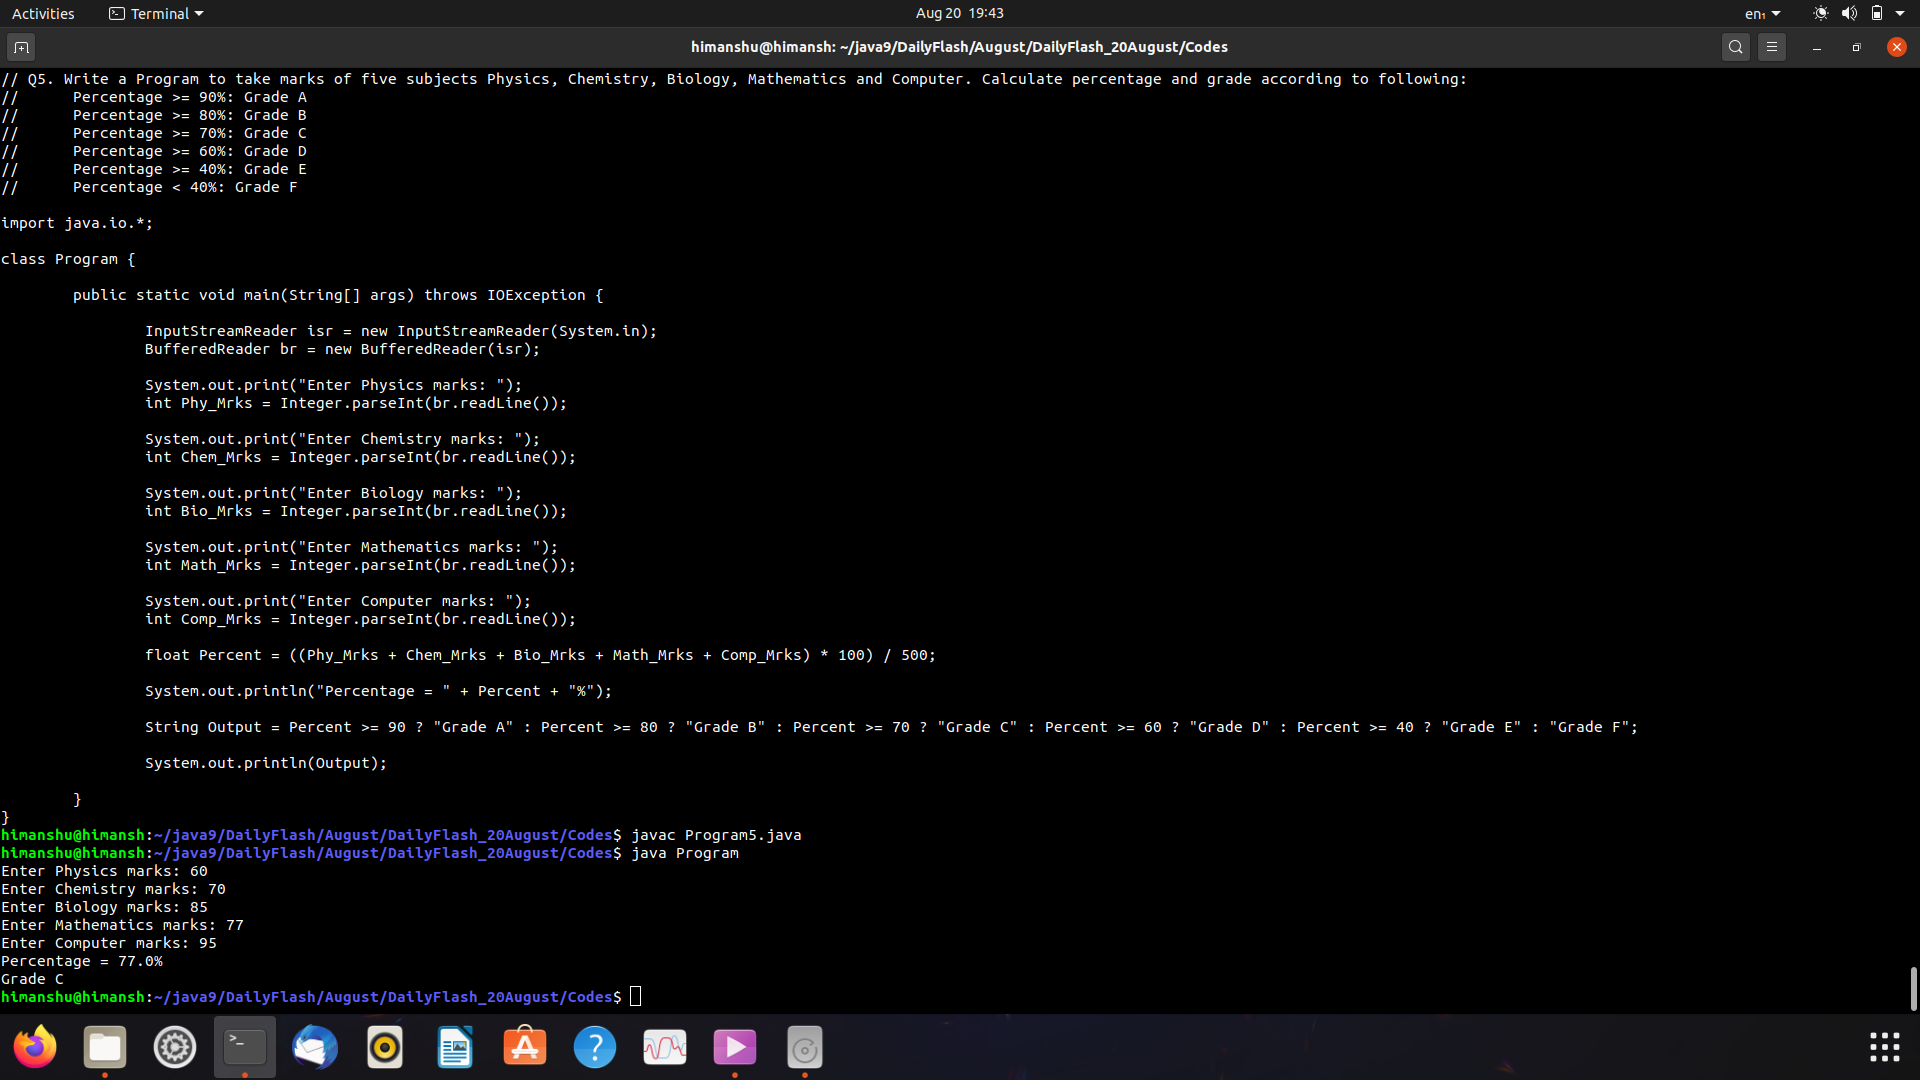 Activities Terminal Aug 20 19:43 en₁
himanshu@himansh: ~/java9/DailyFlash/August/DailyFlash_20August/Codes
// Q5. Write a Program to take marks of five subjects Physics, Chemistry, Biology, Mathematics and Computer. Calculate percentage and grade according to following:
//      Percentage >= 90%: Grade A
//      Percentage >= 80%: Grade B
//      Percentage >= 70%: Grade C
//      Percentage >= 60%: Grade D
//      Percentage >= 40%: Grade E
//      Percentage < 40%: Grade F
import java.io.*;
class Program {
        public static void main(String[] args) throws IOException {
                InputStreamReader isr = new InputStreamReader(System.in);
                BufferedReader br = new BufferedReader(isr);
                System.out.print("Enter Physics marks: ");
                int Phy_Mrks = Integer.parseInt(br.readLine());
                System.out.print("Enter Chemistry marks: ");
                int Chem_Mrks = Integer.parseInt(br.readLine());
                System.out.print("Enter Biology marks: ");
                int Bio_Mrks = Integer.parseInt(br.readLine());
                System.out.print("Enter Mathematics marks: ");
                int Math_Mrks = Integer.parseInt(br.readLine());
                System.out.print("Enter Computer marks: ");
                int Comp_Mrks = Integer.parseInt(br.readLine());
                float Percent = ((Phy_Mrks + Chem_Mrks + Bio_Mrks + Math_Mrks + Comp_Mrks) * 100) / 500;
                System.out.println("Percentage = " + Percent + "%");
                String Output = Percent >= 90 ? "Grade A" : Percent >= 80 ? "Grade B" : Percent >= 70 ? "Grade C" : Percent >= 60 ? "Grade D" : Percent >= 40 ? "Grade E" : "Grade F";
                System.out.println(Output);
        }
}
himanshu@himansh:~/java9/DailyFlash/August/DailyFlash_20August/Codes$ javac Program5.java
himanshu@himansh:~/java9/DailyFlash/August/DailyFlash_20August/Codes$ java Program
Enter Physics marks: 60
Enter Chemistry marks: 70
Enter Biology marks: 85
Enter Mathematics marks: 77
Enter Computer marks: 95
Percentage = 77.0%
Grade C
himanshu@himansh:~/java9/DailyFlash/August/DailyFlash_20August/Codes$